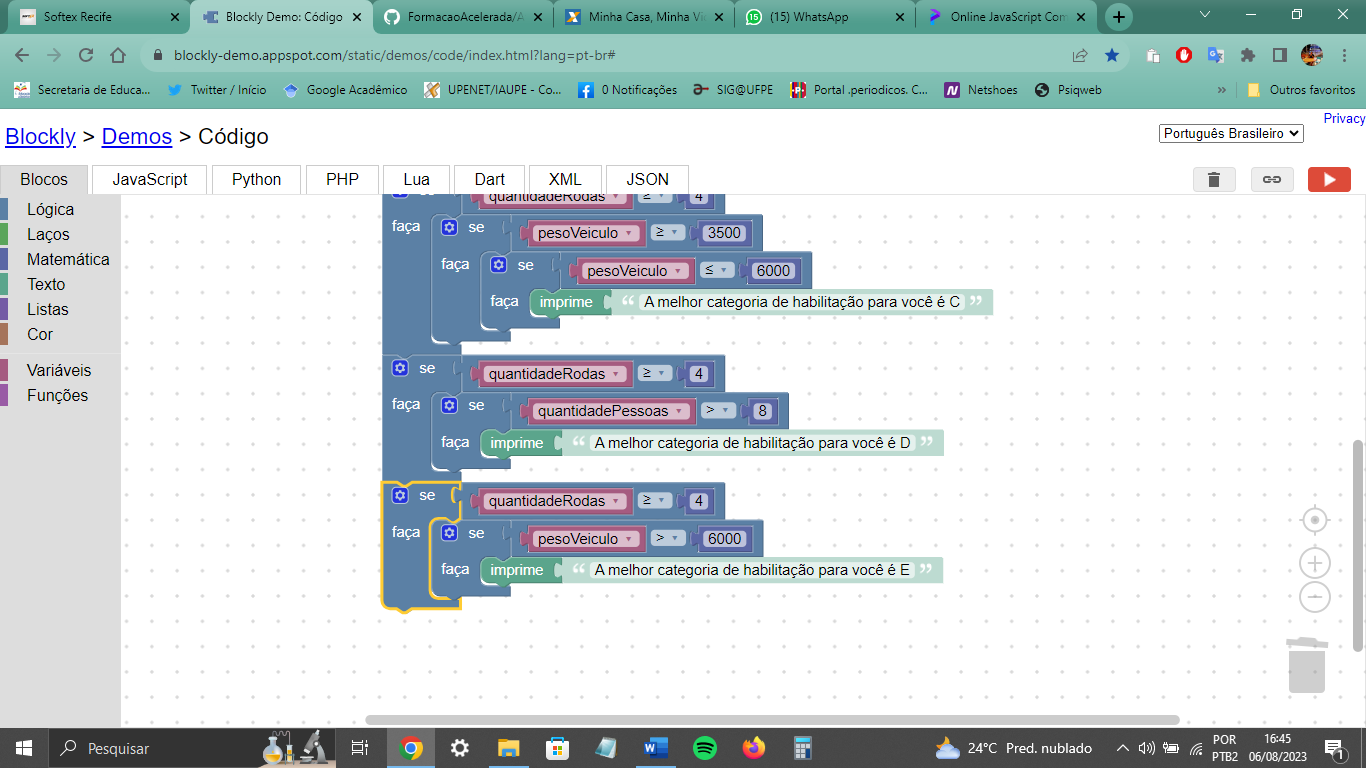 Softex Recife
Blockly Demo: Código
FormacaoAcelerada/A
Minha Casa, Minha Vi
(15) WhatsApp
Online JavaScript Com
blockly-demo.appspot.com/static/demos/code/index.html?lang=pt-br#
Secretaria de Educa...
Twitter / Início
Google Acadêmico
UPENET/IAUPE - Co...
0 Notificações
SIG@UFPE
Portal .periodicos. C...
Netshoes
Psiqweb
»
Outros favoritos
Privacy
Blockly > Demos > Código
Português Brasileiro
Blocos JavaScript Python PHP Lua Dart XML JSON
Lógica
Laços
Matemática
Texto
Listas
Cor
Variáveis
Funções
se quantidadeRodas ≥ 4
faça se pesoVeiculo ≥ 3500
faça se pesoVeiculo ≤ 6000
faça imprime “ A melhor categoria de habilitação para você é C ”
se quantidadeRodas ≥ 4
faça se quantidadePessoas > 8
faça imprime “ A melhor categoria de habilitação para você é D ”
se quantidadeRodas ≥ 4
faça se pesoVeiculo > 6000
faça imprime “ A melhor categoria de habilitação para você é E ”
Pesquisar
24°C Pred. nublado
POR
PTB2
16:45
06/08/2023
1